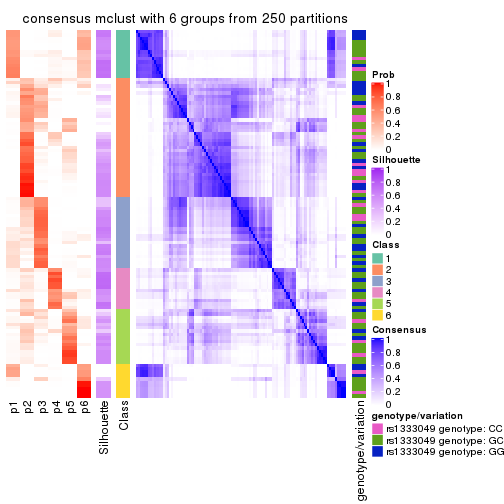 consensus mclust with 6 groups from 250 partitions
Prob
1
0.8
0.6
0.4
0.2
0
Silhouette
1
0.8
0.6
0.4
0.2
0
Class
1
2
3
4
5
6
Consensus
1
0.8
0.6
0.4
0.2
0
genotype/variation
rs1333049 genotype: CC
rs1333049 genotype: GC
rs1333049 genotype: GG
p1
p2
p3
p4
p5
p6
Silhouette
Class
genotype/variation